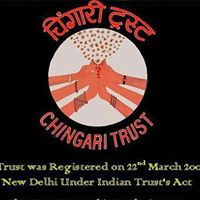 चिंगारी ट्रस्ट
CHINGARI TRUST
Trust was Registered on 22nd March
New Delhi Under Indian Trust's Act